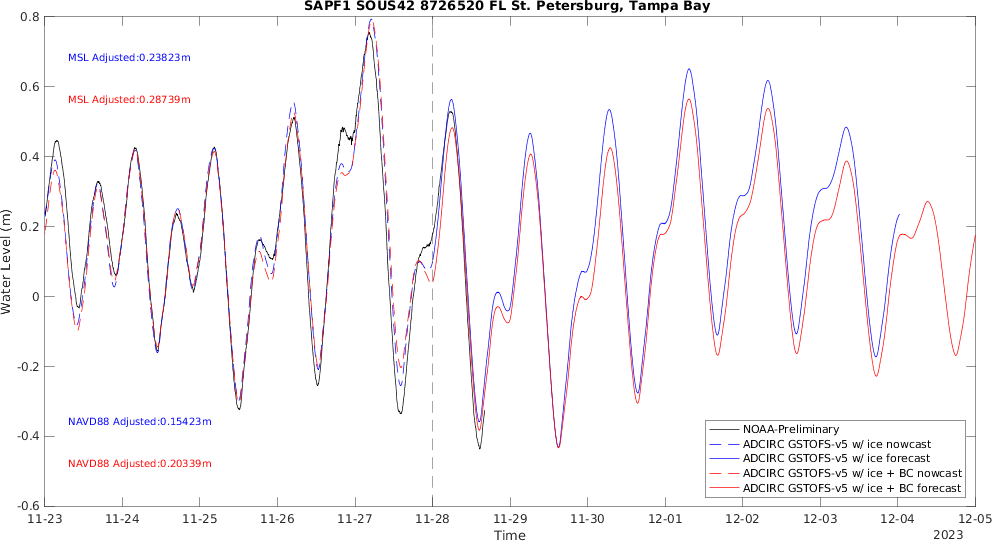 SAPF1 SOUS42 8726520 FL St. Petersburg, Tampa Bay
MSL Adjusted:0.23823m
MSL Adjusted:0.28739m
NAVD88 Adjusted:0.15423m
NAVD88 Adjusted:0.20339m
Water Level (m)
0.8
0.6
0.4
0.2
0
-0.2
-0.4
-0.6
NOAA-Preliminary
ADCIRC GSTOFS-v5 w/ ice nowcast
ADCIRC GSTOFS-v5 w/ ice forecast
ADCIRC GSTOFS-v5 w/ ice + BC nowcast
ADCIRC GSTOFS-v5 w/ ice + BC forecast
11-23 11-24 11-25 11-26 11-27 11-28 11-29 11-30 12-01 12-02 12-03 12-04 12-05
Time
2023